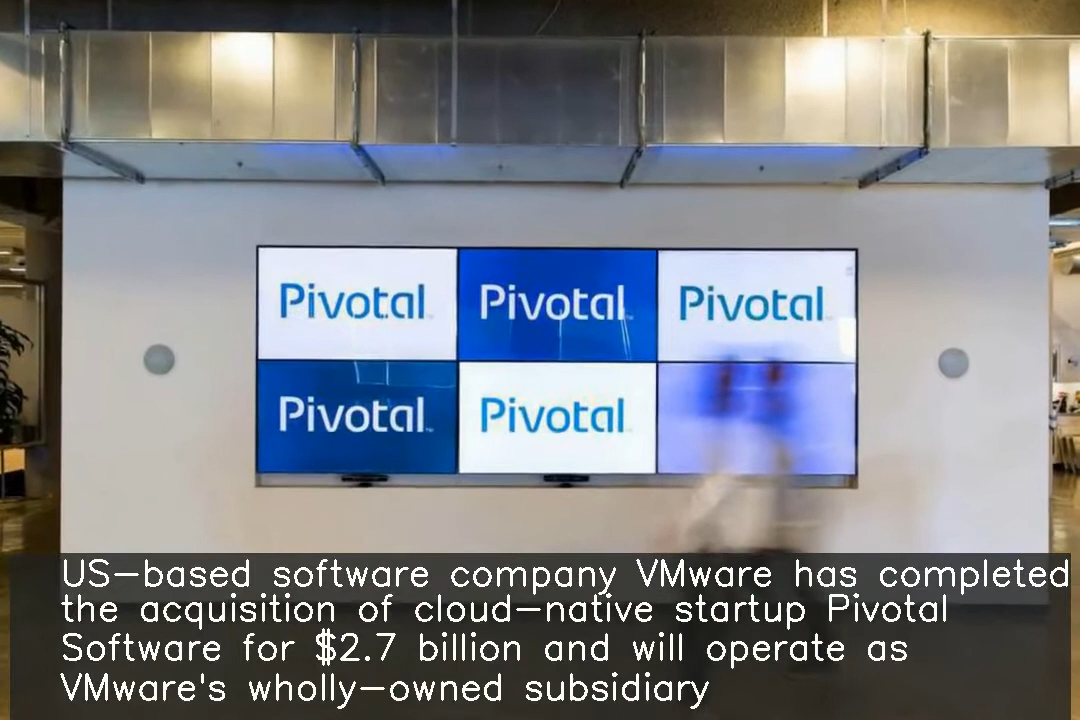 Pivotal Pivotal Pivotal
Pivotal Pivotal
US-based software company VMware has completed
the acquisition of cloud-native startup Pivotal
Software for $2.7 billion and will operate as
VMware's wholly-owned subsidiary